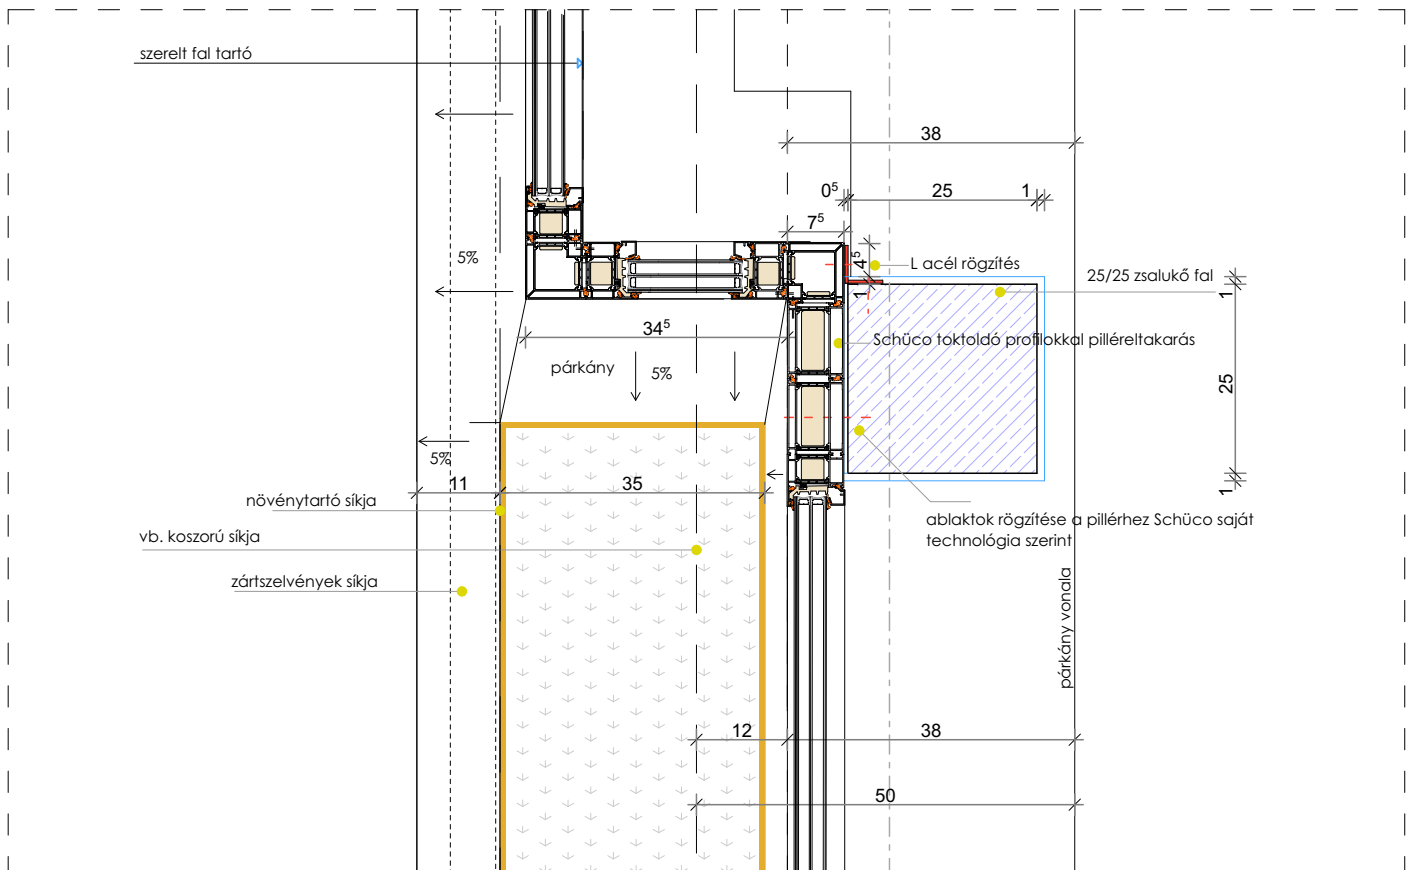 szerelt fal tartó
38
0⁵
25
1
7⁵
5%
4⁵
L acél rögzítés
25/25 zsalukő fal
1
1
34⁵
Schüco toktoldó profilokkal pilléreltakarás
párkány
5%
25
5%
11
35
1
növénytartó síkja
ablaktok rögzítése a pillérhez Schüco saját
technológia szerint
vb. koszorú síkja
zártszelvények síkja
párkány vonala
12
38
50